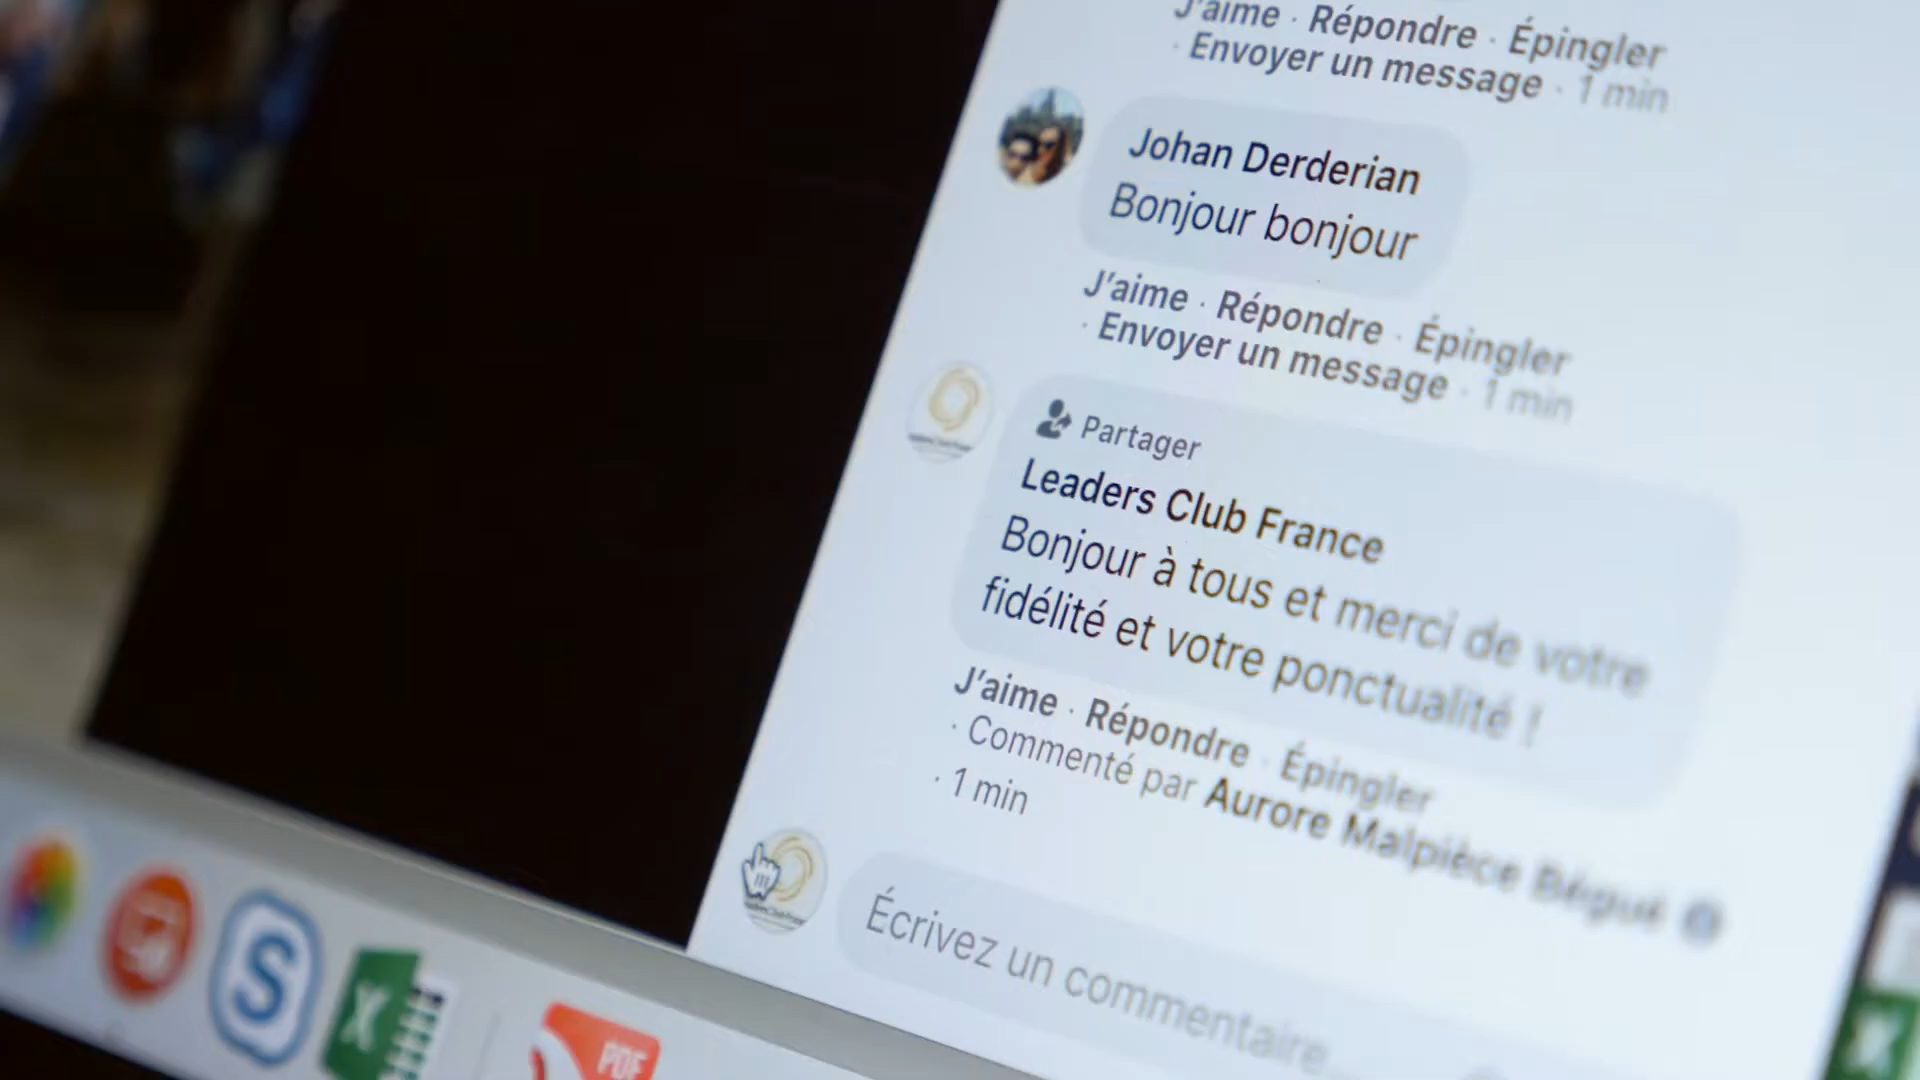 J'aime · Répondre · Épingler
· Envoyer un message · 1 min
Johan Derderian
Bonjour bonjour
J'aime · Répondre · Épingler
· Envoyer un message · 1 min
Partager
Leaders Club France
Bonjour à tous et merci de votre
fidélité et votre ponctualité !
J'aime · Répondre · Épingler
· Commenté par Aurore Malpièce Bégué
· 1 min
Écrivez un commentaire...
S
X
PDF
X